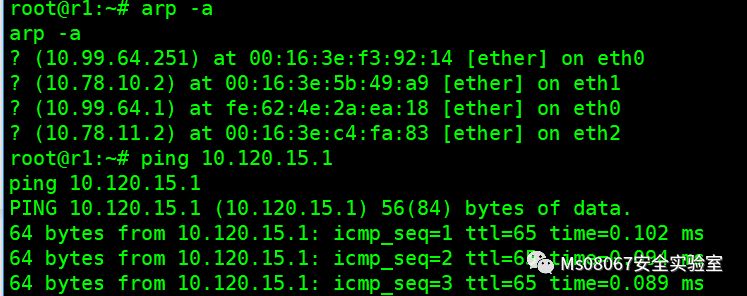 root@r1:~# arp -a
arp -a
? (10.99.64.251) at 00:16:3e:f3:92:14 [ether] on eth0
? (10.78.10.2) at 00:16:3e:5b:49:a9 [ether] on eth1
? (10.99.64.1) at fe:62:4e:2a:ea:18 [ether] on eth0
? (10.78.11.2) at 00:16:3e:c4:fa:83 [ether] on eth2
root@r1:~# ping 10.120.15.1
ping 10.120.15.1
PING 10.120.15.1 (10.120.15.1) 56(84) bytes of data.
64 bytes from 10.120.15.1: icmp_seq=1 ttl=65 time=0.102 ms
64 bytes from 10.120.15.1: icmp_seq=2 ms
Ms08067安全实验室
64 bytes from 10.120.15.1: icmp_seq=3 ttl=65 time=0.089 ms